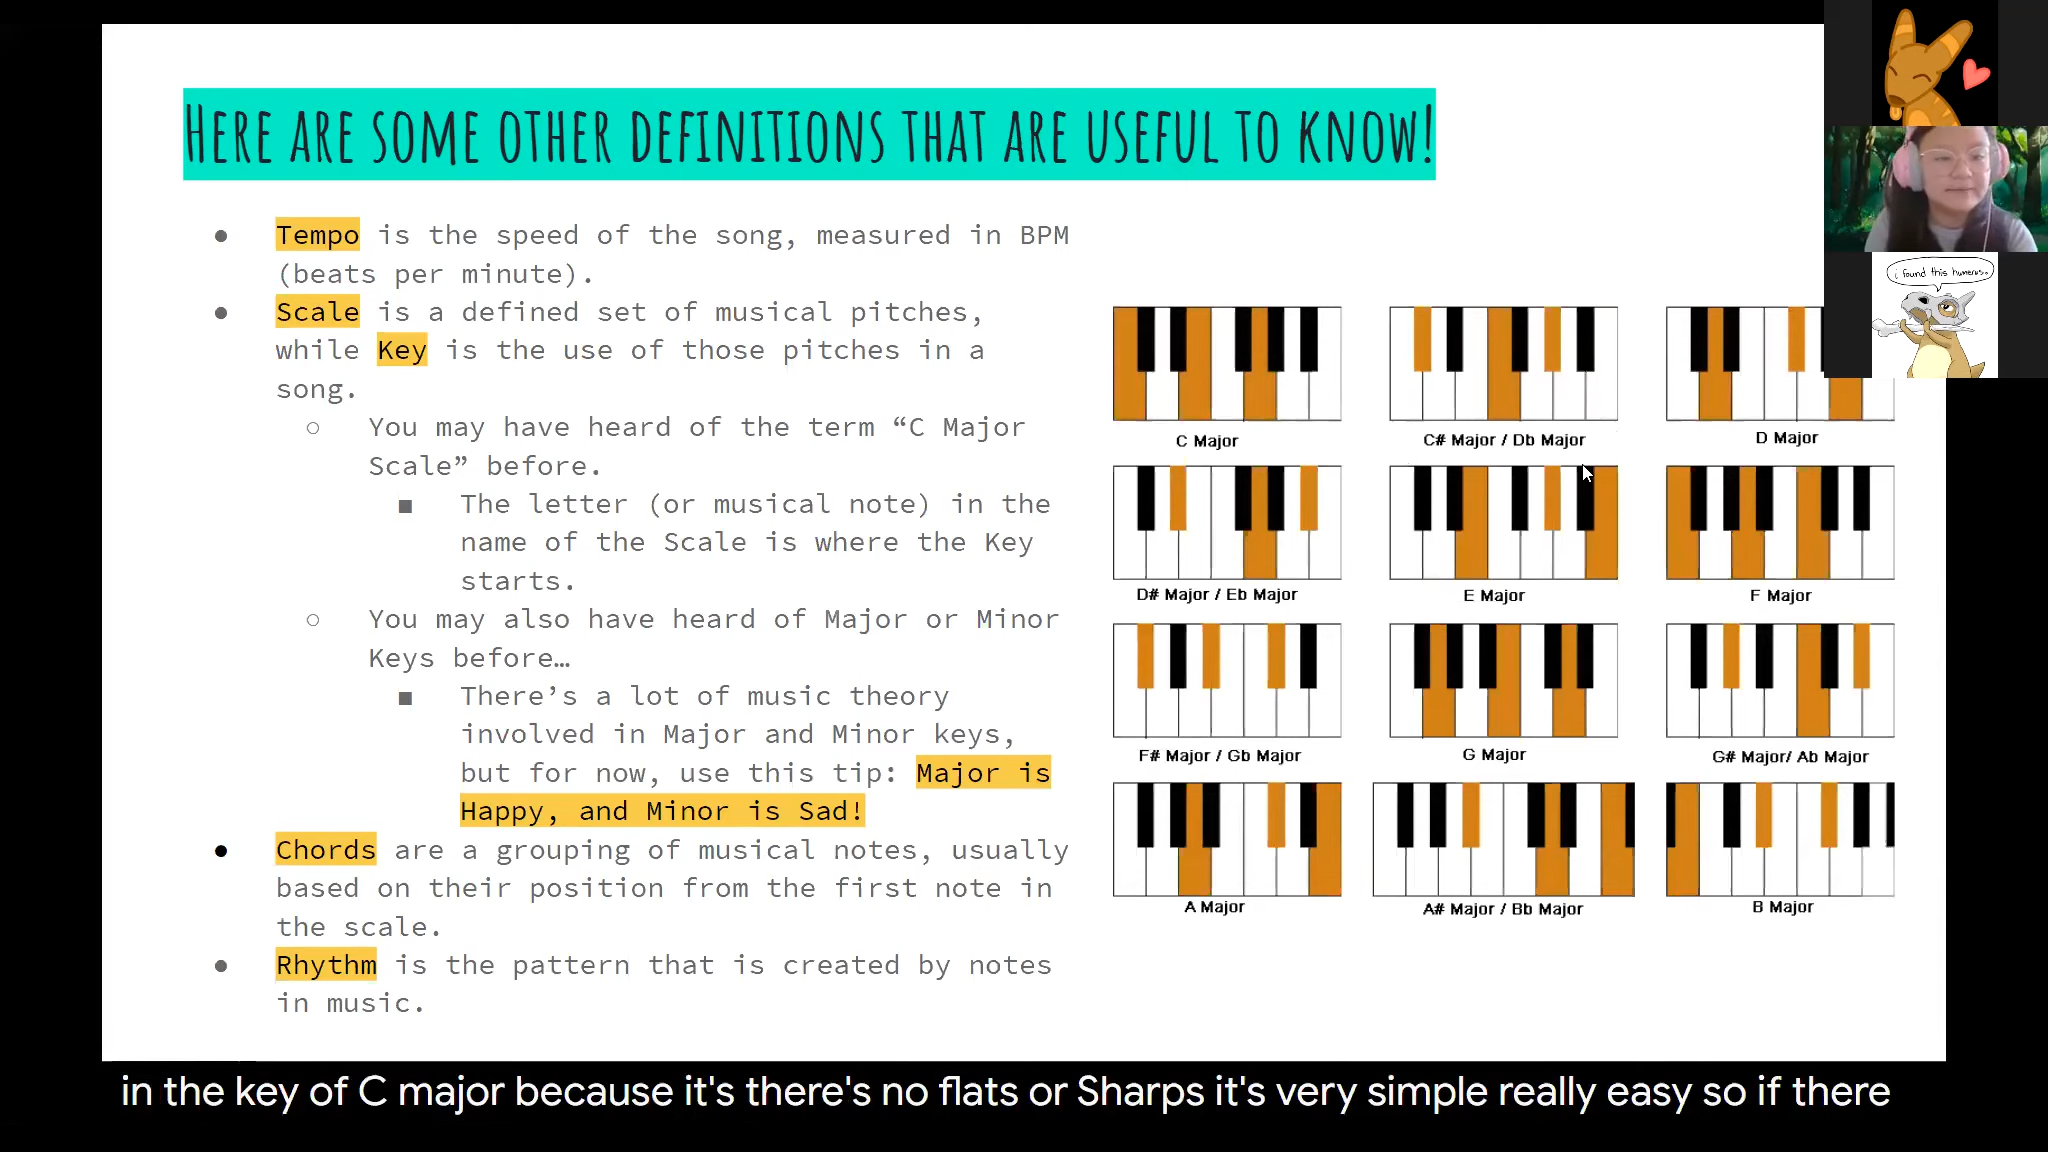 HERE ARE SOME OTHER DEFINITIONS THAT ARE USEFUL TO KNOW!
● Tempo is the speed of the song, measured in BPM
(beats per minute).
● Scale is a defined set of musical pitches,
while Key is the use of those pitches in a
song.
○ You may have heard of the term “C Major
Scale” before.
■ The letter (or musical note) in the
name of the Scale is where the Key
starts.
○ You may also have heard of Major or Minor
Keys before…
■ There’s a lot of music theory
involved in Major and Minor keys,
but for now, use this tip: Major is
Happy, and Minor is Sad!
● Chords are a grouping of musical notes, usually
based on their position from the first note in
the scale.
● Rhythm is the pattern that is created by notes
in music.
C Major
C# Major / Db Major
D Major
D# Major / Eb Major
E Major
F Major
F# Major / Gb Major
G Major
G# Major/ Ab Major
A Major
A# Major / Bb Major
B Major
i found this humerus.
in the key of C major because it's there's no flats or Sharps it's very simple really easy so if there